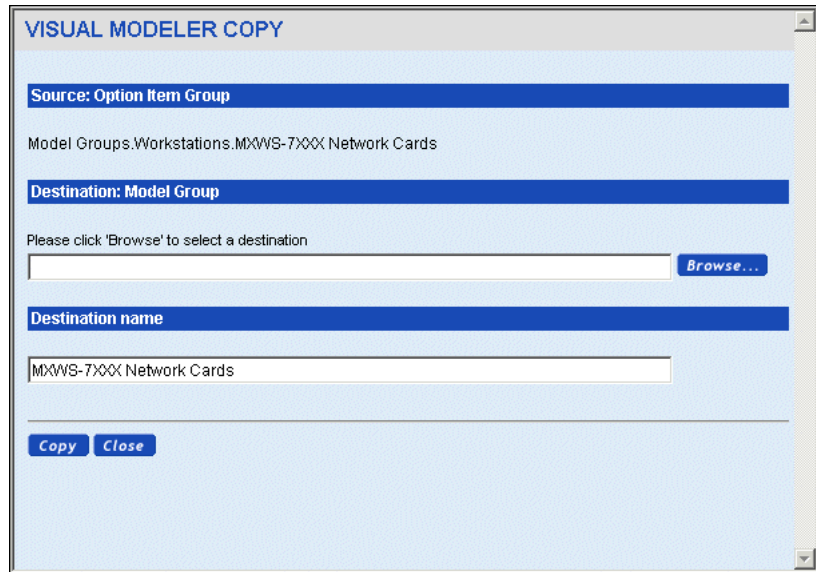 VISUAL MODELER COPY
Source: Option Item Group
Model Groups.Workstations.MXWS-7XXX Network Cards
Destination: Model Group
Please click 'Browse' to select a destination
Browse...
Destination name
MXWS-7XXX Network Cards
Copy Close